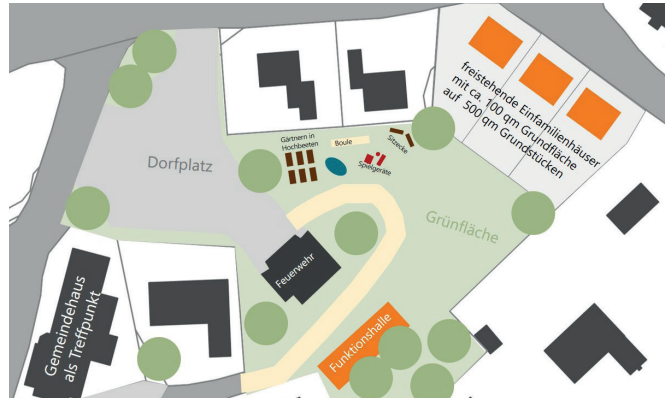 freistehende Einfamilienhäuser
mit ca. 100 qm Grundfläche
auf 500 qm Grundstücken
Gärtnern in
Hochbeeten
Boule
Sitzecke
Spielgeräte
Dorfplatz
Grünfläche
Feuerwehr
Gemeindehaus
als Treffpunkt
Funktionshalle